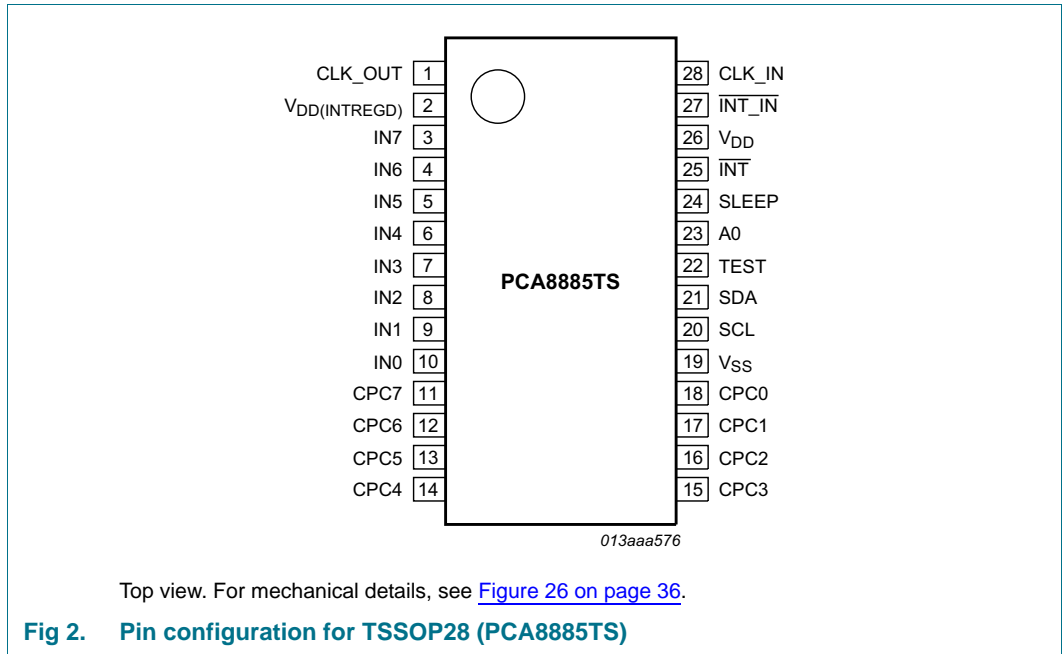 CLK_OUT 1 28 CLK_IN
VDD(INTREGD) 2 27 INT_IN
IN7 3 26 VDD
IN6 4 25 INT
IN5 5 24 SLEEP
IN4 6 23 A0
IN3 7 22 TEST
PCA8885TS
IN2 8 21 SDA
IN1 9 20 SCL
IN0 10 19 VSS
CPC7 11 18 CPC0
CPC6 12 17 CPC1
CPC5 13 16 CPC2
CPC4 14 15 CPC3
013aaa576
Top view. For mechanical details, see Figure 26 on page 36.
Fig 2. Pin configuration for TSSOP28 (PCA8885TS)